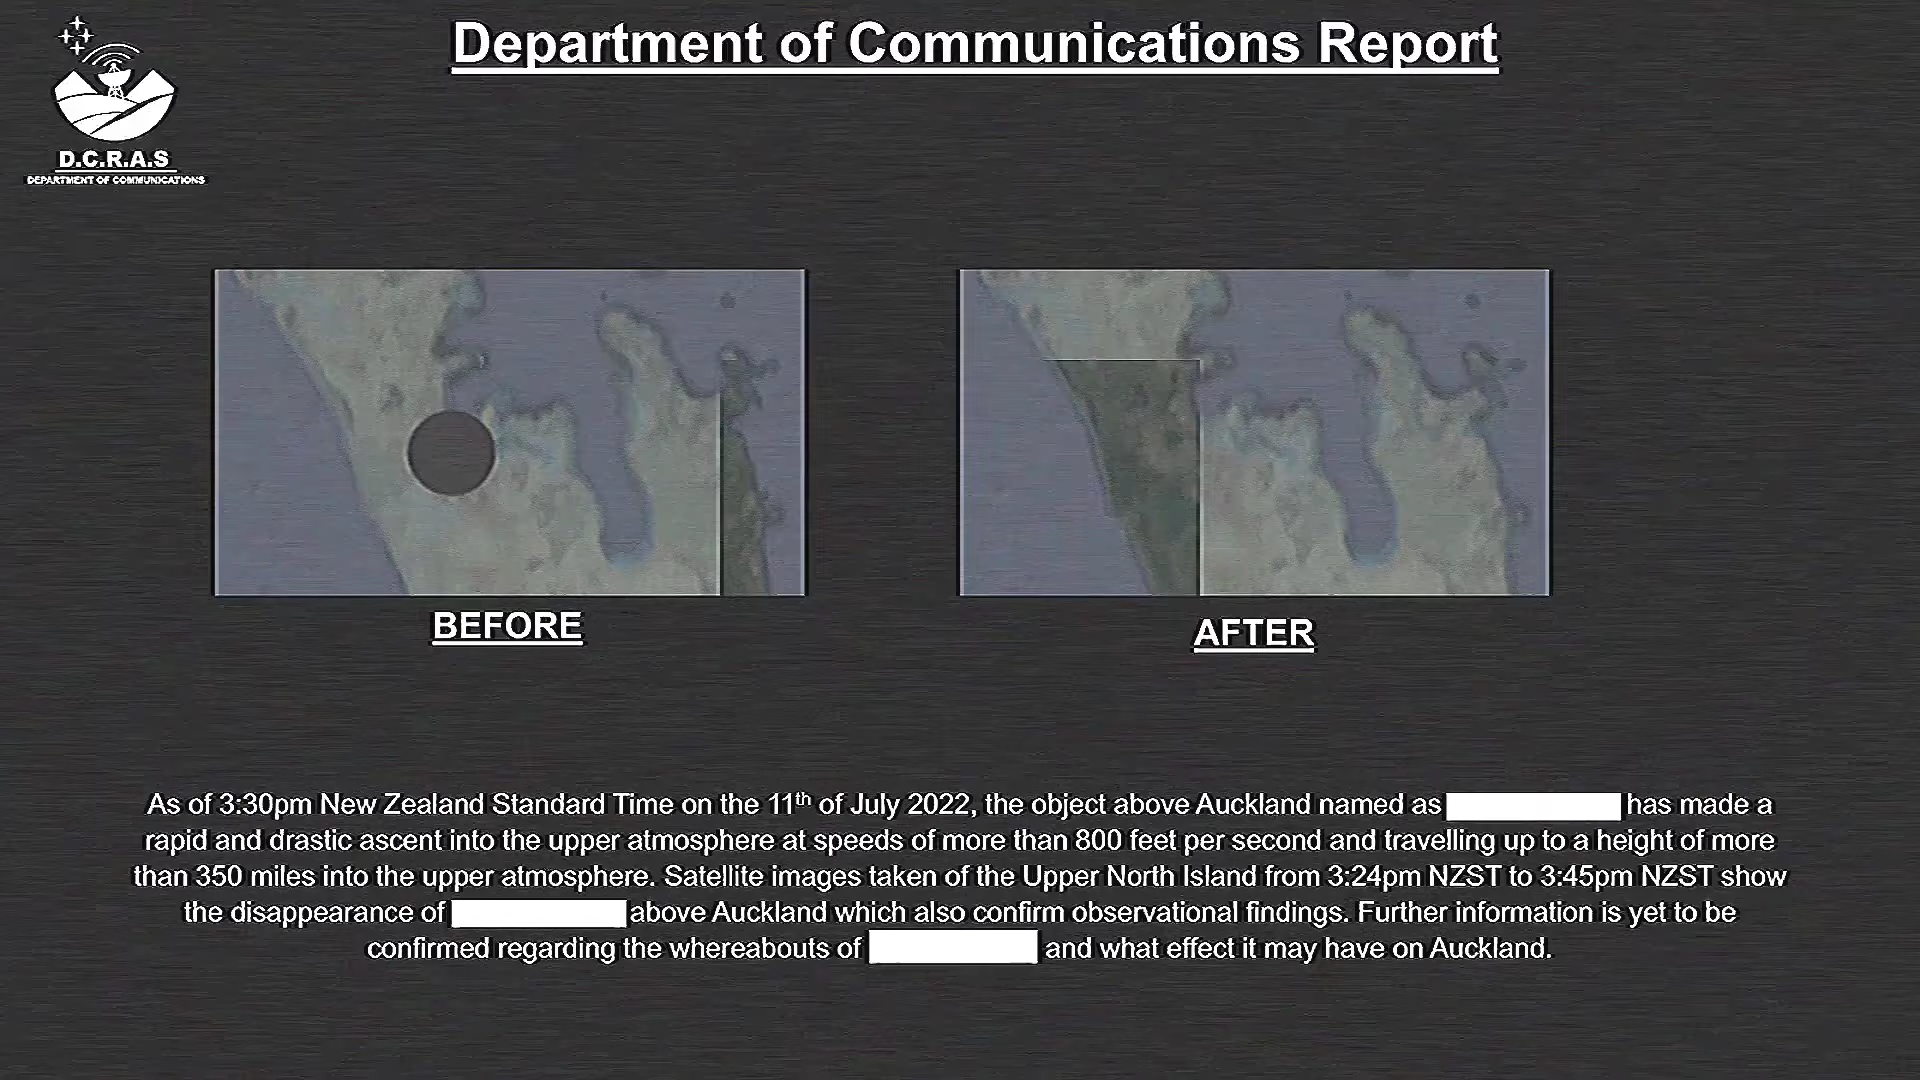 Department of Communications Report
D.C.R.A.S
DEPARTMENT OF COMMUNICATIONS
BEFORE
AFTER
As of 3:30pm New Zealand Standard Time on the 11th of July 2022, the object above Auckland named as has made a
rapid and drastic ascent into the upper atmosphere at speeds of more than 800 feet per second and travelling up to a height of more
than 350 miles into the upper atmosphere. Satellite images taken of the Upper North Island from 3:24pm NZST to 3:45pm NZST show
the disappearance of above Auckland which also confirm observational findings. Further information is yet to be
confirmed regarding the whereabouts of and what effect it may have on Auckland.